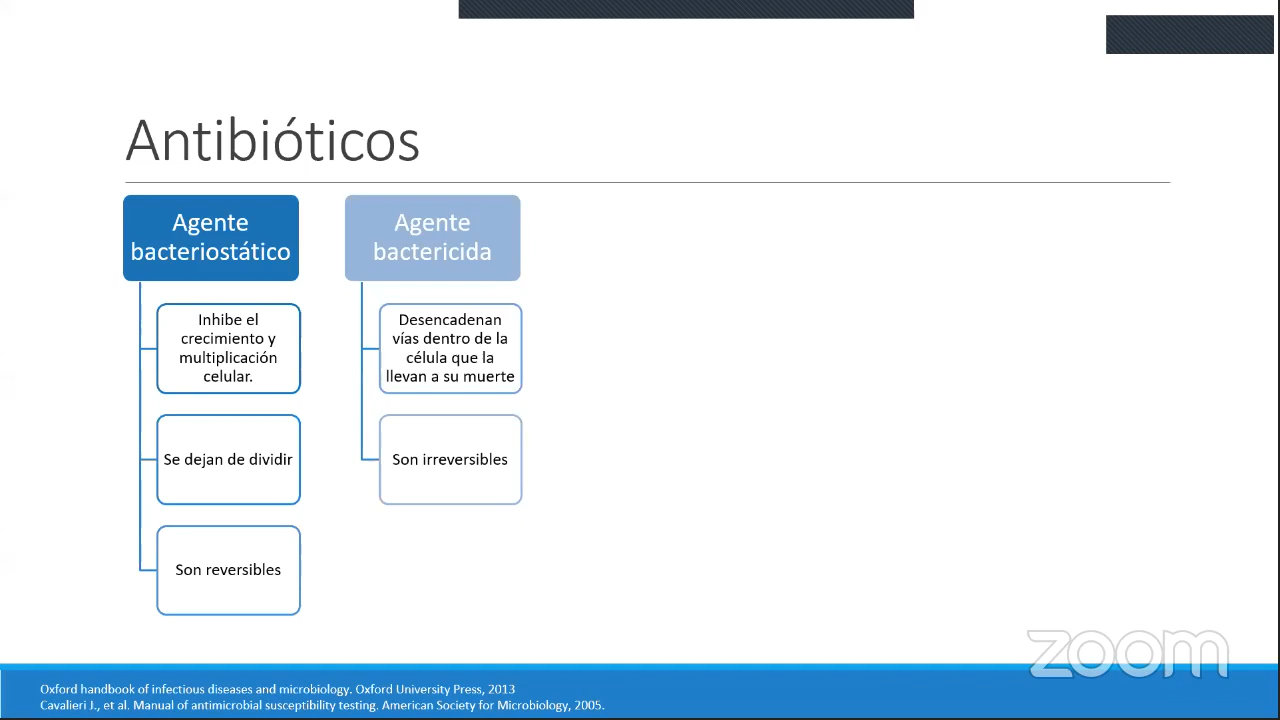 Antibióticos
Agente
bacteriostático
Inhibe el
crecimiento y
multiplicación
celular.
Se dejan de dividir
Son reversibles
Agente
bactericida
Desencadenan
vías dentro de la
célula que la
llevan a su muerte
Son irreversibles
zoom
Oxford handbook of infectious diseases and microbiology. Oxford University Press, 2013
Cavalieri J., et al. Manual of antimicrobial susceptibility testing. American Society for Microbiology, 2005.